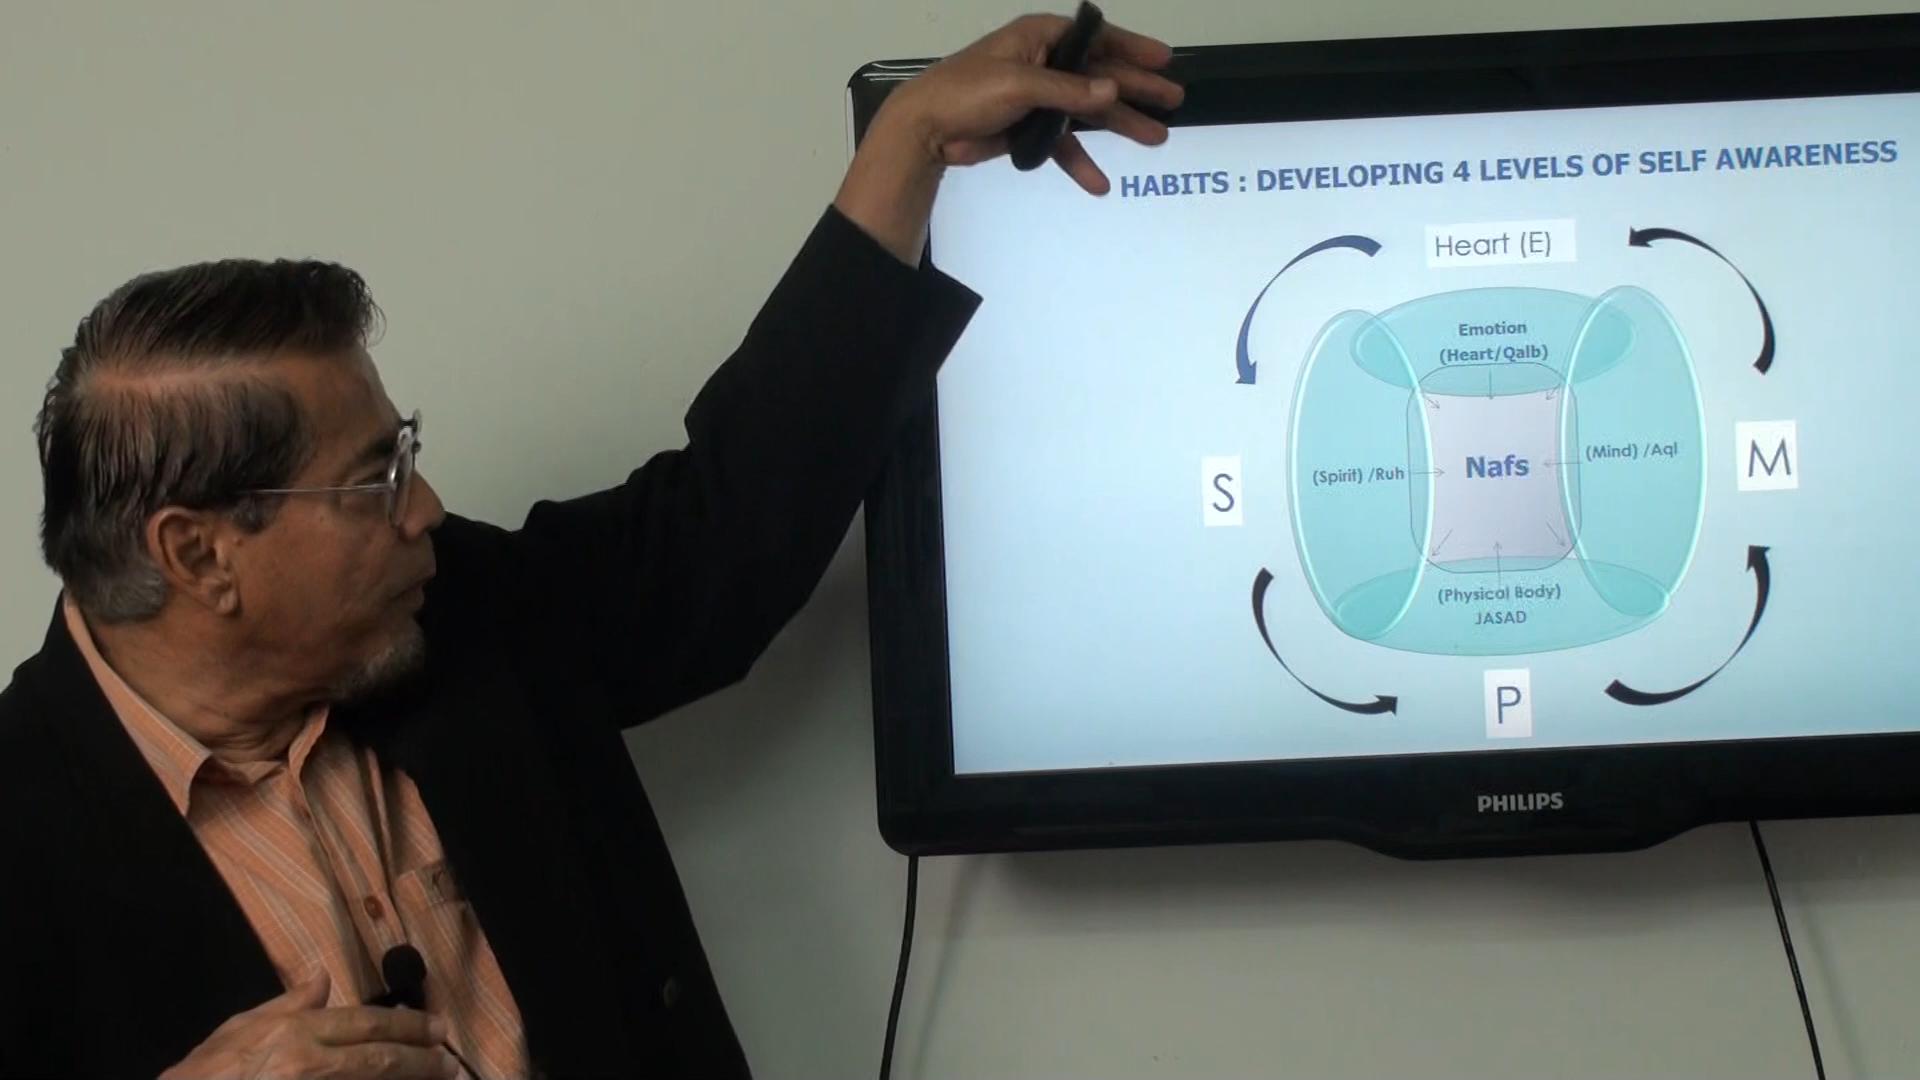 HABITS : DEVELOPING 4 LEVELS OF SELF AWARENESS
Heart (E)
Emotion
(Heart/Qalb)
S
(Spirit) /Ruh
Nafs
(Mind) /Aql
M
(Physical Body)
JASAD
P
PHILIPS